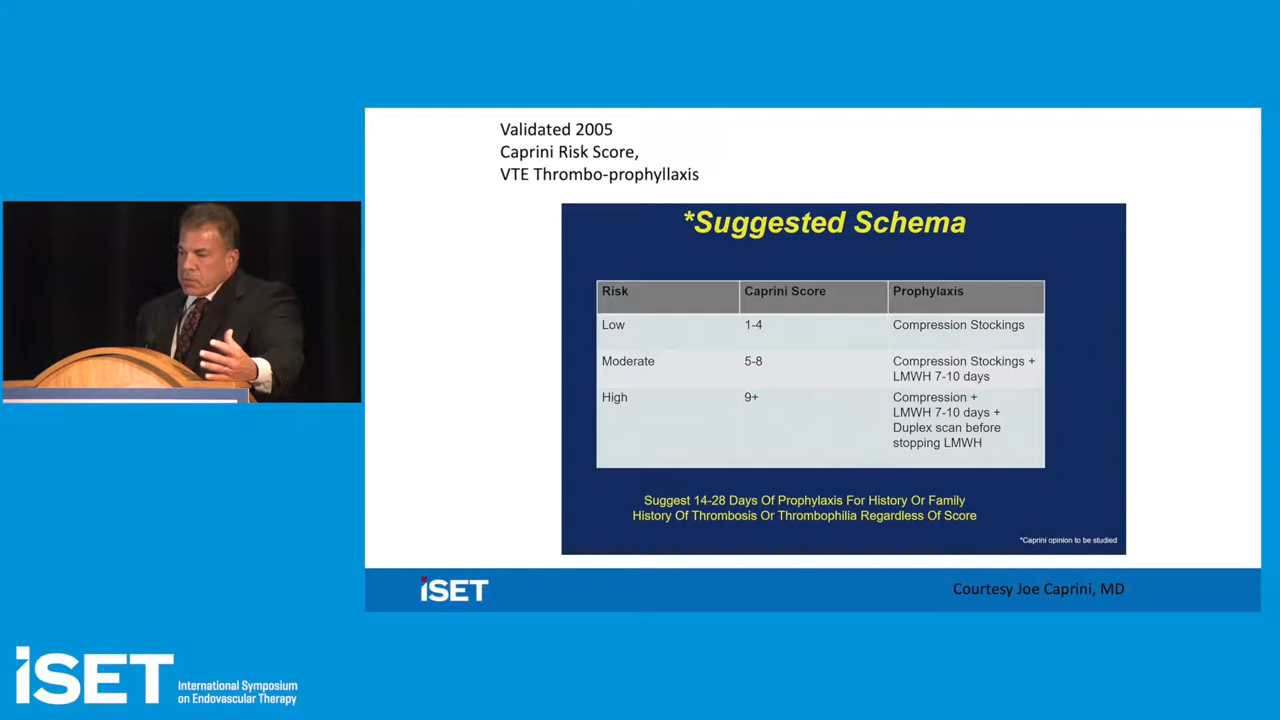 Validated 2005
Caprini Risk Score,
VTE Thrombo-prophyllaxis
*Suggested Schema
Risk Caprini Score Prophylaxis
Low 1-4 Compression Stockings
Moderate 5-8 Compression Stockings +
LMWH 7-10 days
High 9+ Compression +
LMWH 7-10 days +
Duplex scan before
stopping LMWH
Suggest 14-28 Days Of Prophylaxis For History Or Family
History Of Thrombosis Or Thrombophilia Regardless Of Score
*Caprini opinion to be studied
iSET
Courtesy Joe Caprini, MD
iSET
International Symposium
on Endovascular Therapy